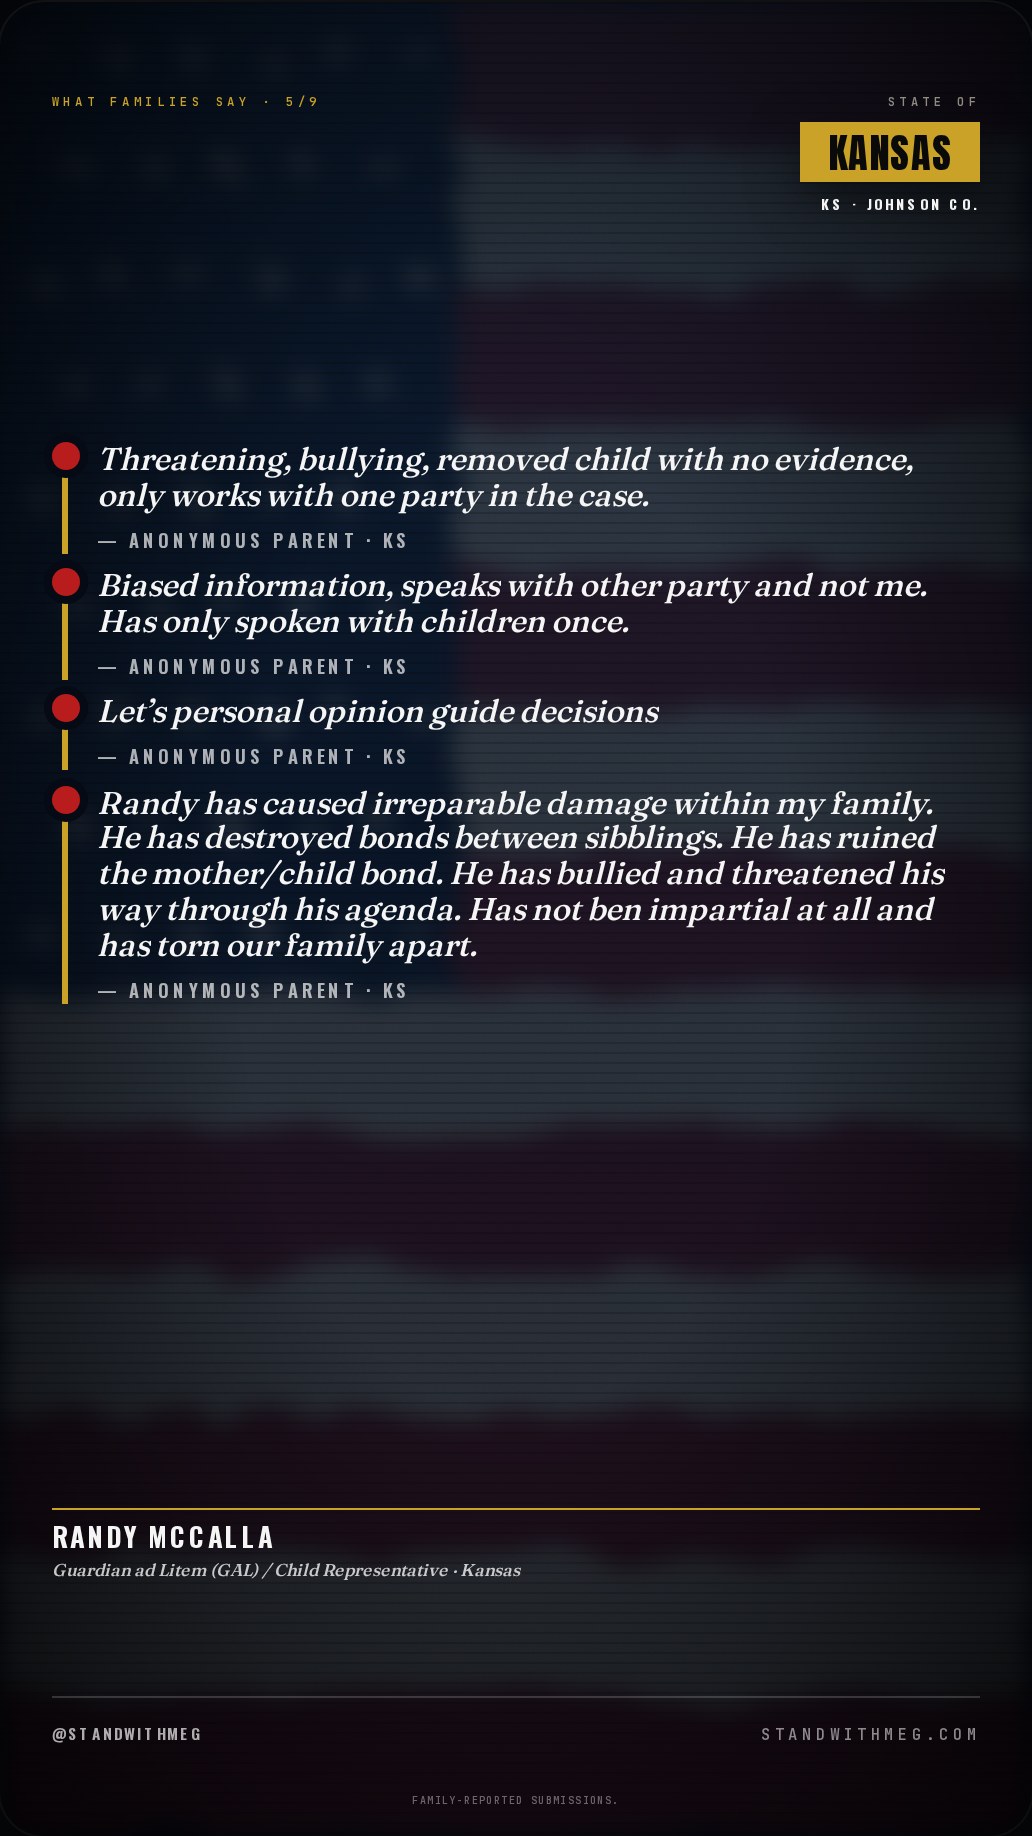 WHAT FAMILIES SAY · 5/9
STATE OF
KANSAS
KS · JOHNSON CO.
Threatening, bullying, removed child with no evidence,
only works with one party in the case.
— ANONYMOUS PARENT · KS
Biased information, speaks with other party and not me.
Has only spoken with children once.
— ANONYMOUS PARENT · KS
Let’s personal opinion guide decisions
— ANONYMOUS PARENT · KS
Randy has caused irreparable damage within my family.
He has destroyed bonds between sibblings. He has ruined
the mother/child bond. He has bullied and threatened his
way through his agenda. Has not ben impartial at all and
has torn our family apart.
— ANONYMOUS PARENT · KS
RANDY MCCALLA
Guardian ad Litem (GAL) / Child Representative · Kansas
@STANDWITHMEG
STANDWITHMEG.COM
FAMILY-REPORTED SUBMISSIONS.